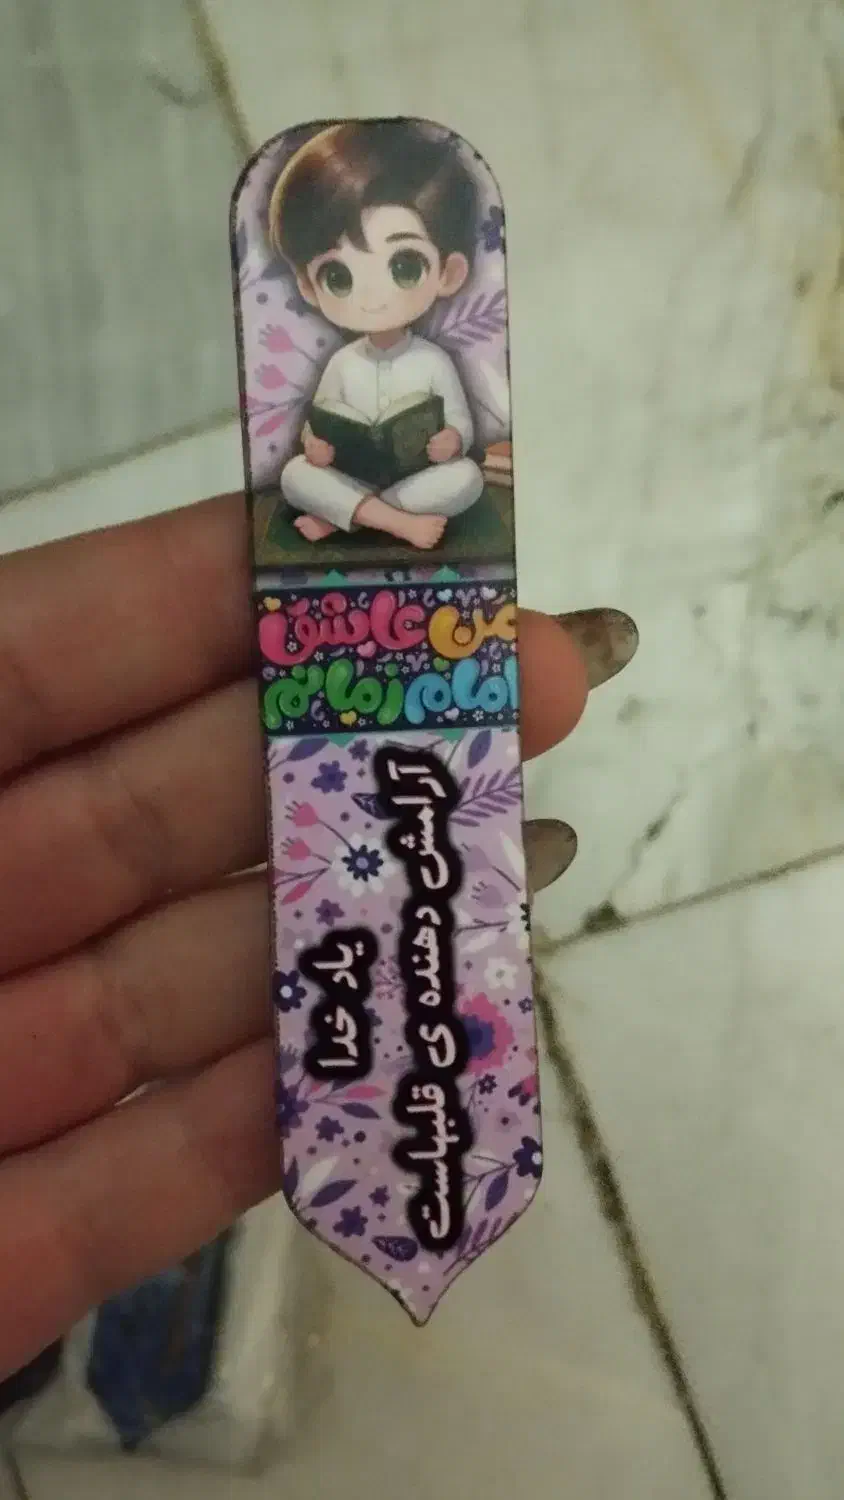 من عاشق
امام زمانم
یاد خدا
آرامش دهنده ی قلبهاست